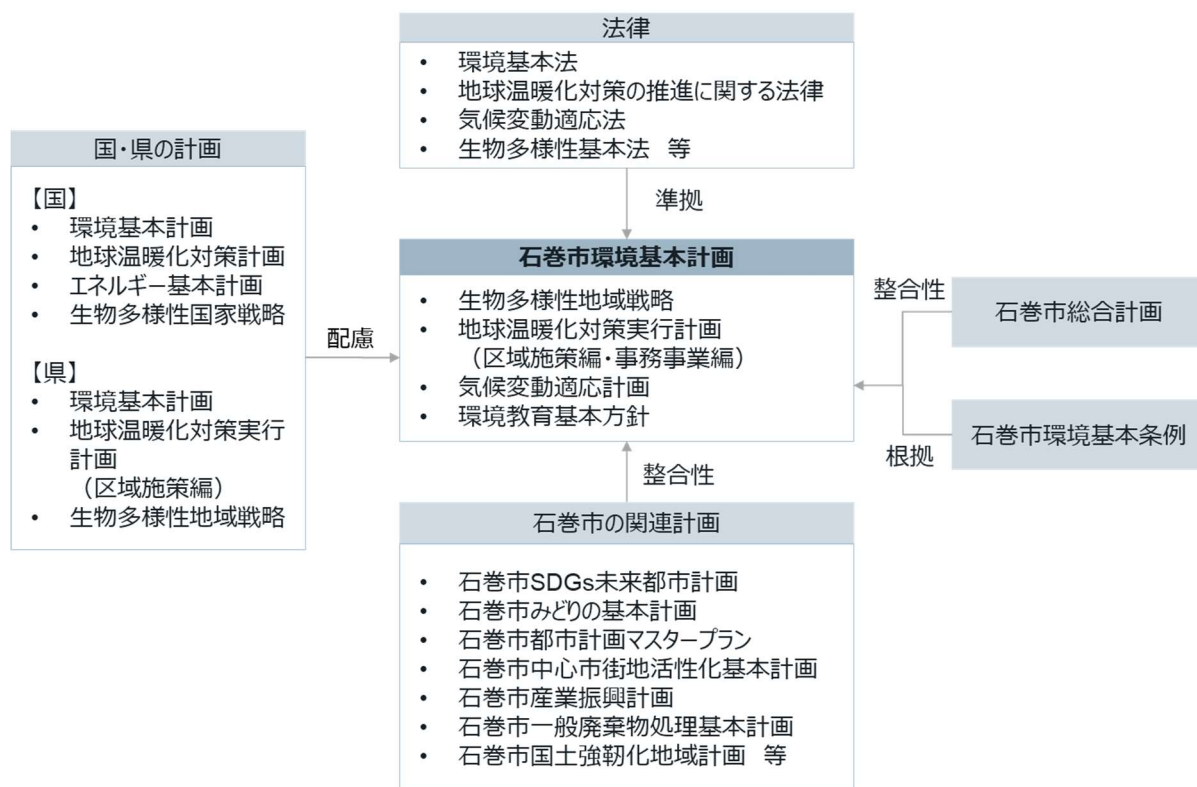 法律
• 環境基本法
• 地球温暖化対策の推進に関する法律
• 気候変動適応法
• 生物多様性基本法 等
準拠
国・県の計画
【国】
• 環境基本計画
• 地球温暖化対策計画
• エネルギー基本計画
• 生物多様性国家戦略
【県】
• 環境基本計画
• 地球温暖化対策実行
計画
（区域施策編）
• 生物多様性地域戦略
配慮
石巻市環境基本計画
• 生物多様性地域戦略
• 地球温暖化対策実行計画
（区域施策編・事務事業編）
• 気候変動適応計画
• 環境教育基本方針
整合性
石巻市総合計画
石巻市環境基本条例
根拠
整合性
石巻市の関連計画
• 石巻市SDGs未来都市計画
• 石巻市みどりの基本計画
• 石巻市都市計画マスタープラン
• 石巻市中心市街地活性化基本計画
• 石巻市産業振興計画
• 石巻市一般廃棄物処理基本計画
• 石巻市国土強靭化地域計画 等